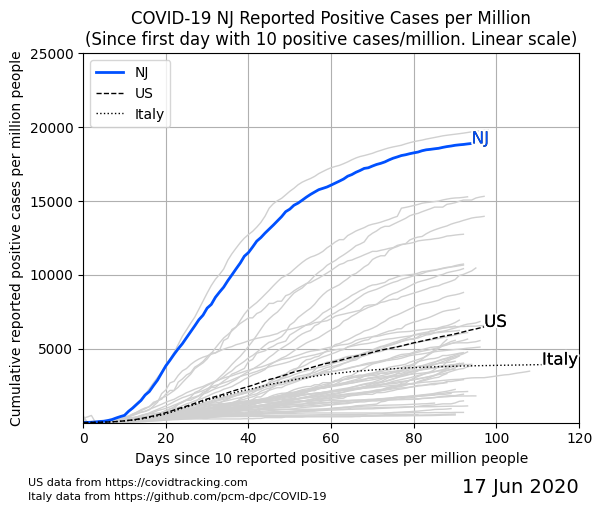 COVID-19 NJ Reported Positive Cases per Million
(Since first day with 10 positive cases/million. Linear scale)
Cumulative reported positive cases per million people
25000
20000
15000
10000
5000
NJ
US
Italy
NJ
US
Italy
0 20 40 60 80 100 120
Days since 10 reported positive cases per million people
US data from https://covidtracking.com
Italy data from https://github.com/pcm-dpc/COVID-19
17 Jun 2020